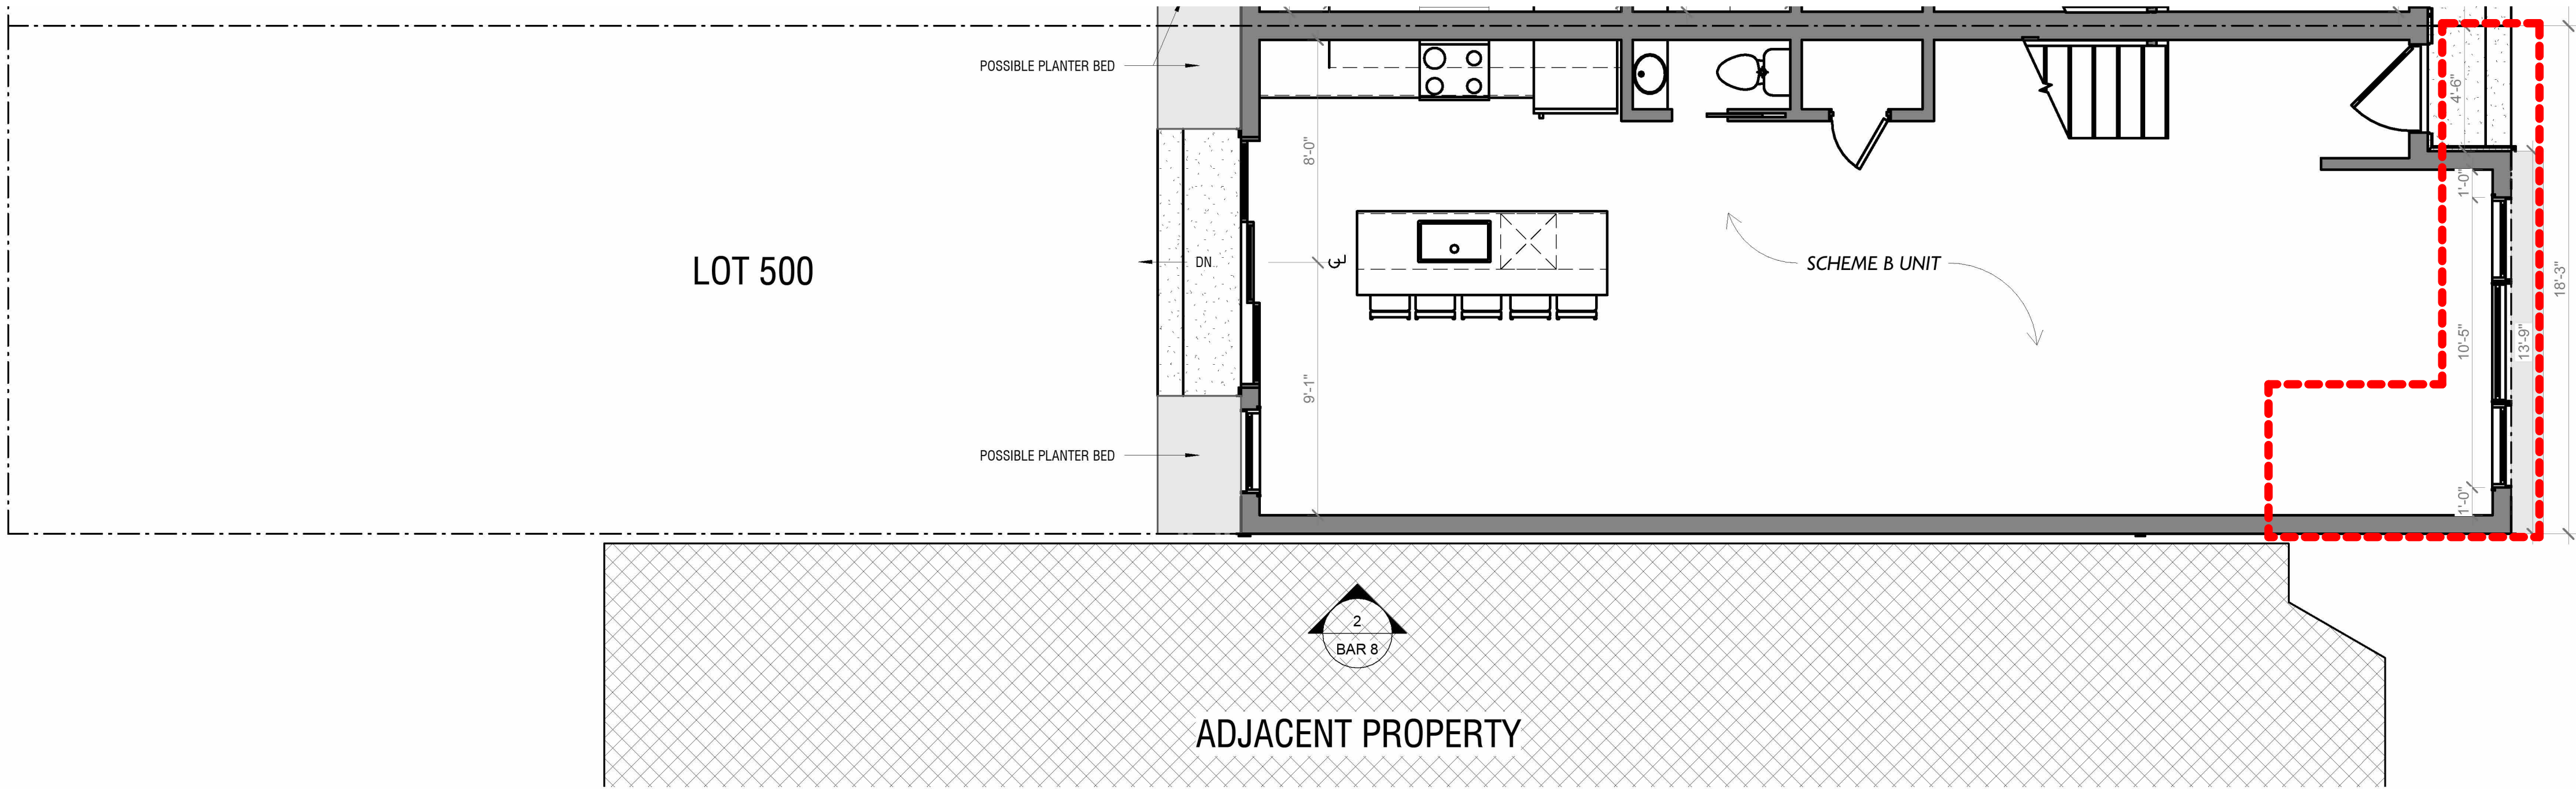 POSSIBLE PLANTER BED
4'-6"
8'-0"
1'-0"
LOT 500
DN.
CL
SCHEME B UNIT
18'-3"
10'-5"
13'-9"
9'-1"
POSSIBLE PLANTER BED
1'-0"
2
BAR 8
ADJACENT PROPERTY